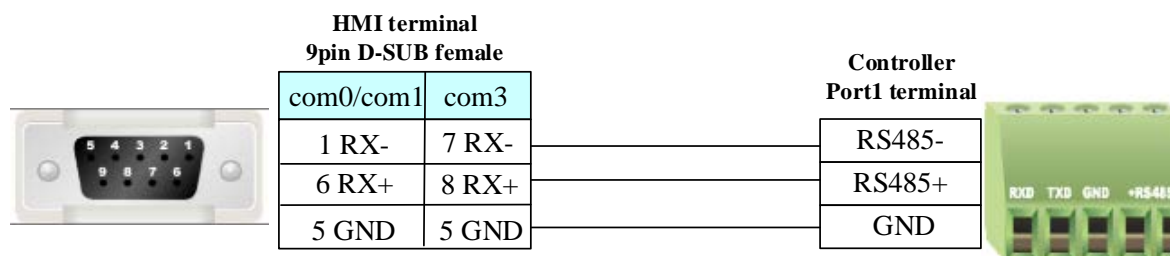 HMI terminal
9pin D-SUB female
Controller
Port1 terminal
com0/com1 com3
1 RX- 7 RX- RS485-
6 RX+ 8 RX+ RS485+
5 GND 5 GND GND
5 4 3 2 1
9 8 7 6
RXD TXD GND +RS485